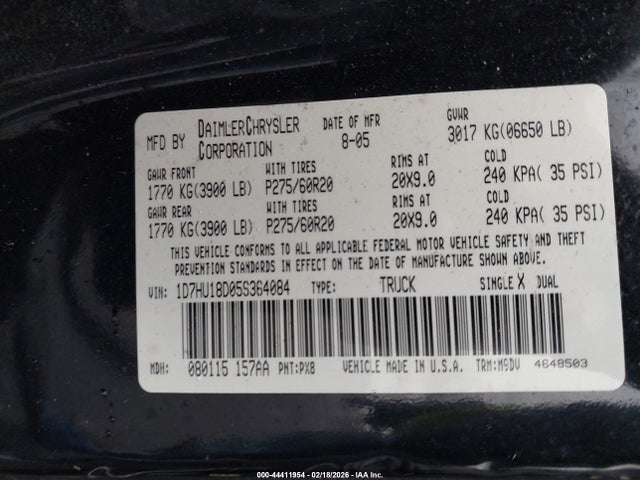 MFD BY DAIMLERCHRYSLER CORPORATION DATE OF MFR 8-05 GVWR 3017 KG(06650 LB)
GAWR FRONT WITH TIRES RIMS AT COLD
1770 KG(3900 LB) P275/60R20 20X9.0 240 KPA( 35 PSI)
GAWR REAR WITH TIRES RIMS AT COLD
1770 KG(3900 LB) P275/60R20 20X9.0 240 KPA( 35 PSI)
THIS VEHICLE CONFORMS TO ALL APPLICABLE FEDERAL MOTOR VEHICLE SAFETY AND THEFT
PREVENTION STANDARDS IN EFFECT ON THE DATE OF MANUFACTURE SHOWN ABOVE.
VIN: 1D7HU18D05S364084 TYPE: TRUCK SINGLE X DUAL
MDH: 080115 157AA PNT:PX8 VEHICLE MADE IN U.S.A. TRM:M9DV 4648503
000-44411954 - 02/18/2026 - IAA Inc.